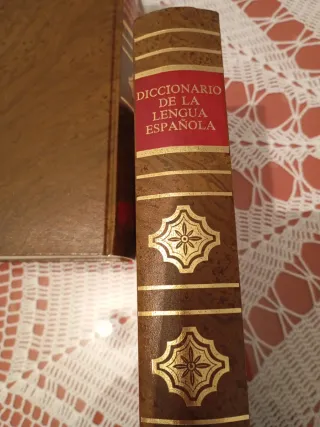 DICCIONARIO
DE LA
LENGUA
ESPAÑOLA